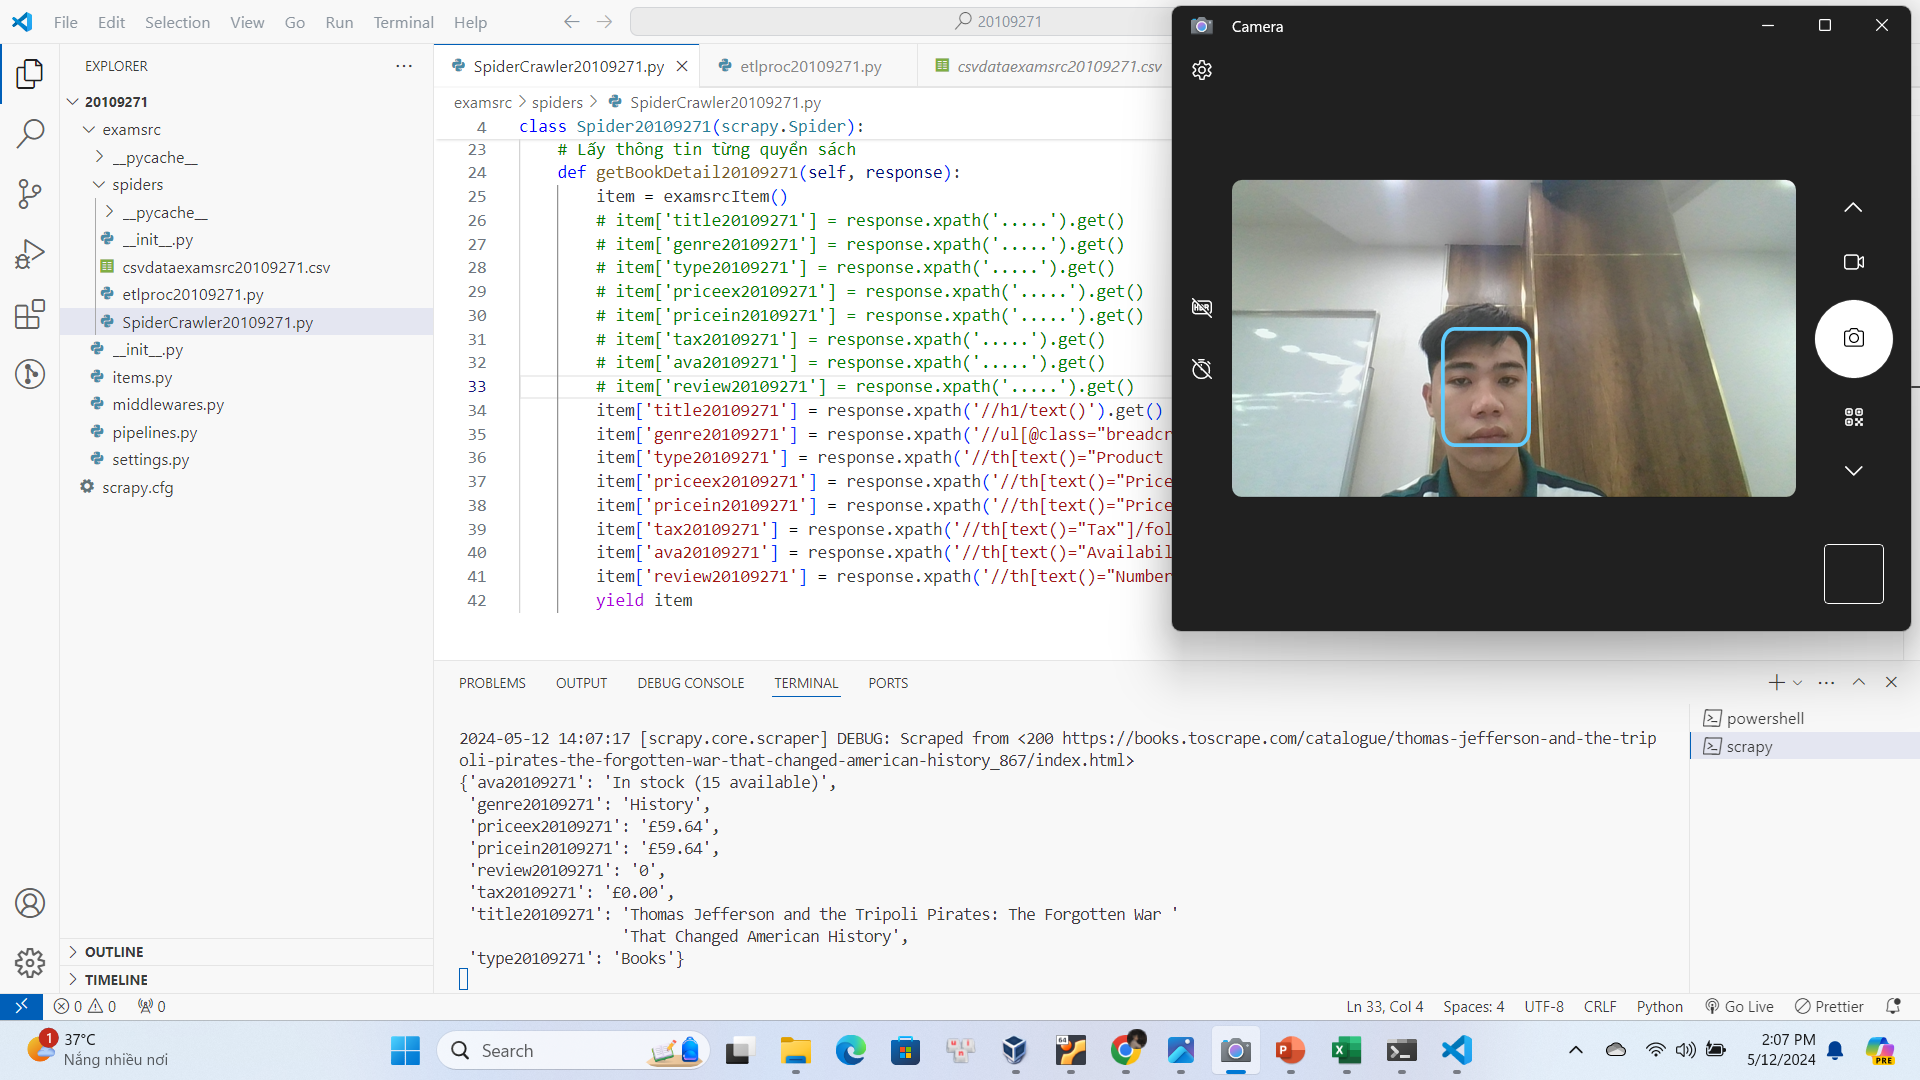 File Edit Selection View Go Run Terminal Help
20109271
Camera
EXPLORER
SpiderCrawler20109271.py
etlproc20109271.py
csvdataexamsrc20109271.csv
20109271
examsrc
__pycache__
spiders
__pycache__
__init__.py
csvdataexamsrc20109271.csv
etlproc20109271.py
SpiderCrawler20109271.py
__init__.py
items.py
middlewares.py
pipelines.py
settings.py
scrapy.cfg
OUTLINE
TIMELINE
examsrc > spiders > SpiderCrawler20109271.py
4 class Spider20109271(scrapy.Spider):
23 # Lấy thông tin từng quyển sách
24 def getBookDetail20109271(self, response):
25 item = examsrcItem()
26 # item['title20109271'] = response.xpath('.....').get()
27 # item['genre20109271'] = response.xpath('.....').get()
28 # item['type20109271'] = response.xpath('.....').get()
29 # item['priceex20109271'] = response.xpath('.....').get()
30 # item['pricein20109271'] = response.xpath('.....').get()
31 # item['tax20109271'] = response.xpath('.....').get()
32 # item['ava20109271'] = response.xpath('.....').get()
33 # item['review20109271'] = response.xpath('.....').get()
34 item['title20109271'] = response.xpath('//h1/text()').get()
35 item['genre20109271'] = response.xpath('//ul[@class="breadcr
36 item['type20109271'] = response.xpath('//th[text()="Product
37 item['priceex20109271'] = response.xpath('//th[text()="Price
38 item['pricein20109271'] = response.xpath('//th[text()="Price
39 item['tax20109271'] = response.xpath('//th[text()="Tax"]/fol
40 item['ava20109271'] = response.xpath('//th[text()="Availabil
41 item['review20109271'] = response.xpath('//th[text()="Number
42 yield item
PROBLEMS OUTPUT DEBUG CONSOLE TERMINAL PORTS
2024-05-12 14:07:17 [scrapy.core.scraper] DEBUG: Scraped from <200 https://books.toscrape.com/catalogue/thomas-jefferson-and-the-trip
oli-pirates-the-forgotten-war-that-changed-american-history_867/index.html>
{'ava20109271': 'In stock (15 available)',
'genre20109271': 'History',
'priceex20109271': '£59.64',
'pricein20109271': '£59.64',
'review20109271': '0',
'tax20109271': '£0.00',
'title20109271': 'Thomas Jefferson and the Tripoli Pirates: The Forgotten War '
'That Changed American History',
'type20109271': 'Books'}
powershell
scrapy
0 0 0
Ln 33, Col 4 Spaces: 4 UTF-8 CRLF Python Go Live Prettier
1
37°C
Nắng nhiều nơi
Search
64
PRE
2:07 PM
5/12/2024